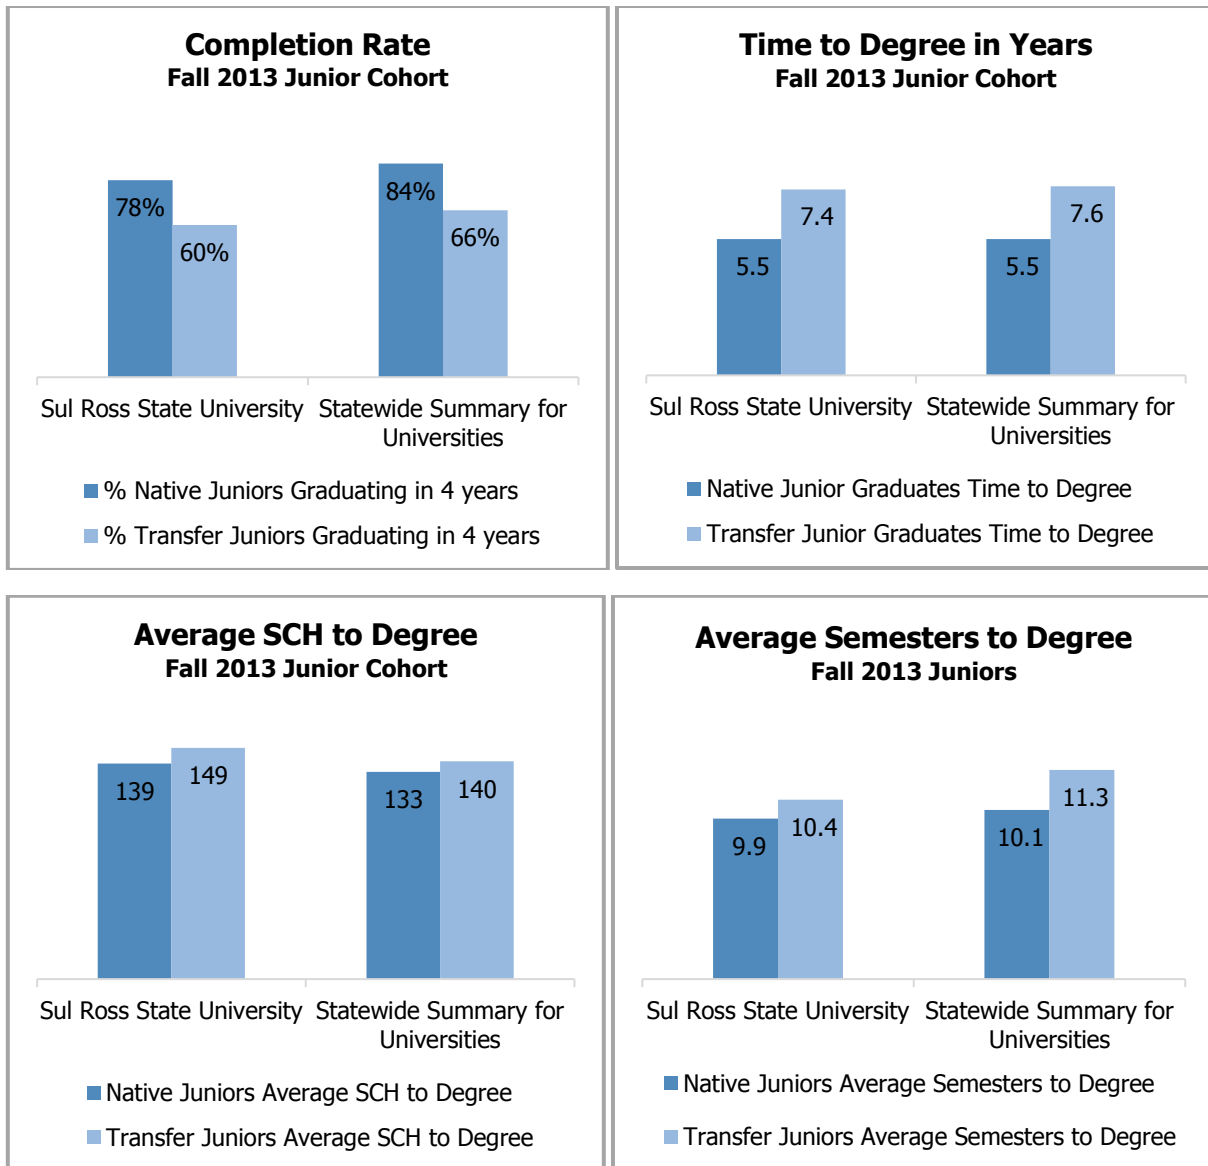 Completion Rate
Fall 2013 Junior Cohort
78%
60%
84%
66%
Sul Ross State University
Statewide Summary for
Universities
% Native Juniors Graduating in 4 years
% Transfer Juniors Graduating in 4 years
Time to Degree in Years
Fall 2013 Junior Cohort
5.5
7.4
5.5
7.6
Sul Ross State University
Statewide Summary for
Universities
Native Junior Graduates Time to Degree
Transfer Junior Graduates Time to Degree
Average SCH to Degree
Fall 2013 Junior Cohort
139
149
133
140
Sul Ross State University
Statewide Summary for
Universities
Native Juniors Average SCH to Degree
Transfer Juniors Average SCH to Degree
Average Semesters to Degree
Fall 2013 Juniors
9.9
10.4
10.1
11.3
Sul Ross State University
Statewide Summary for
Universities
Native Juniors Average Semesters to Degree
Transfer Juniors Average Semesters to Degree